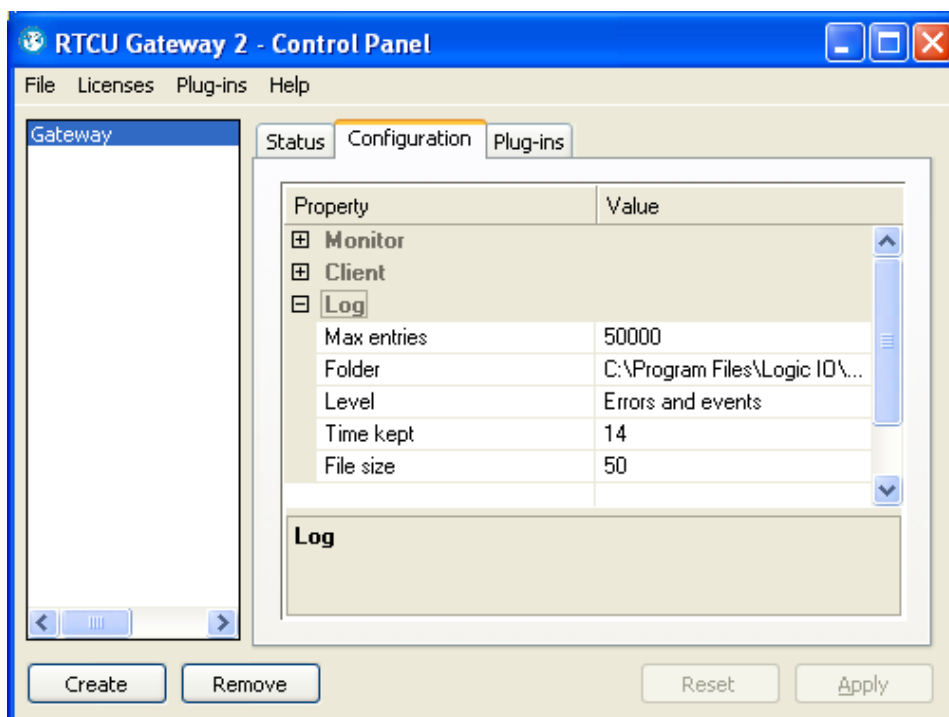 RTCU Gateway 2 - Control Panel
File Licenses Plug-ins Help
Gateway
Status Configuration Plug-ins
Property Value
Monitor
Client
Log
Max entries 50000
Folder C:\Program Files\Logic IO\...
Level Errors and events
Time kept 14
File size 50
Log
Create Remove Reset Apply